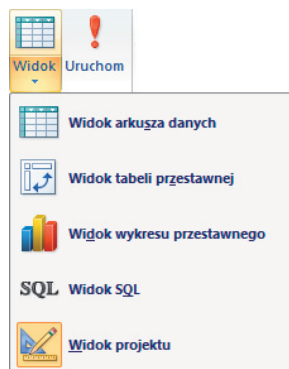 Widok Uruchom
Widok arkusza danych
Widok tabeli przestawnej
Widok wykresu przestawnego
SQL Widok SQL
Widok projektu